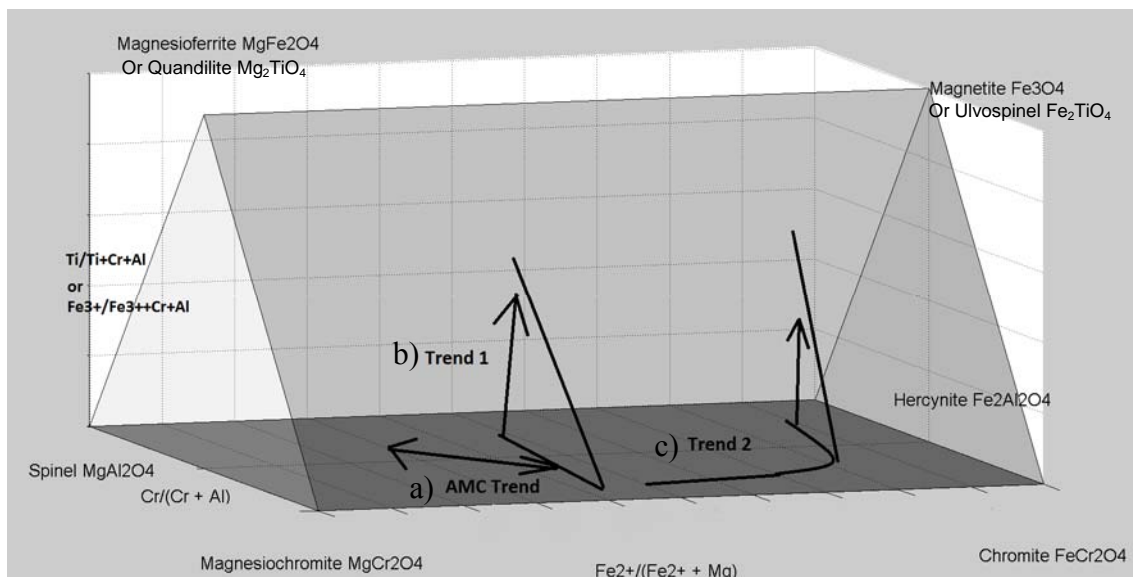 Magnesioferrite MgFe2O4
Or Quandilite Mg₂TiO₄
Magnetite Fe3O4
Or Ulvospinel Fe₂TiO₄
Ti/Ti+Cr+Al
or
Fe3+/Fe3++Cr+Al
b) Trend 1
Hercynite Fe2Al2O4
c) Trend 2
Spinel MgAl2O4
a) AMC Trend
Cr/(Cr + Al)
Magnesiochromite MgCr2O4
Fe2+/(Fe2+ + Mg)
Chromite FeCr2O4